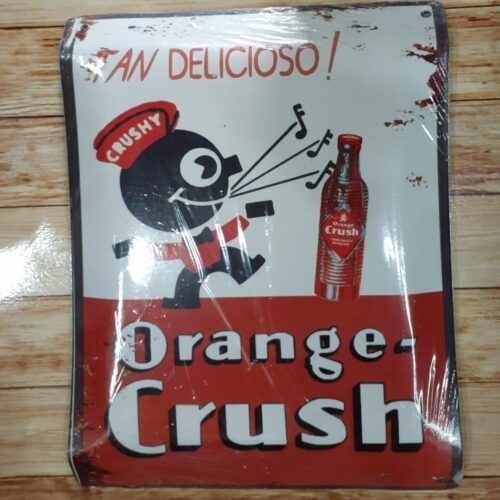 ¡TAN DELICIOSO!
CRUSHY
Orange
Crush
Orange-
Crush